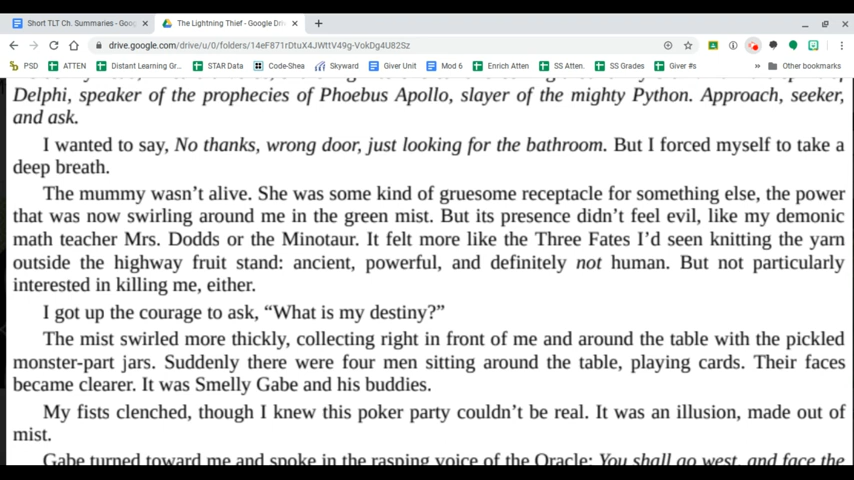 Short TLT Ch. Summaries - Goog
The Lightning Thief - Google Dri
drive.google.com/drive/u/0/folders/14eF871rDtuX4JWttV49g-VokDg4U82Sz
PSD ATTEN Distant Learning Gr... STAR Data Code-Shea Skyward Giver Unit Mod 6 Enrich Atten SS Atten. SS Grades Giver #s » Other bookmarks
Delphi, speaker of the prophecies of Phoebus Apollo, slayer of the mighty Python. Approach, seeker,
and ask.
I wanted to say, No thanks, wrong door, just looking for the bathroom. But I forced myself to take a
deep breath.
The mummy wasn’t alive. She was some kind of gruesome receptacle for something else, the power
that was now swirling around me in the green mist. But its presence didn’t feel evil, like my demonic
math teacher Mrs. Dodds or the Minotaur. It felt more like the Three Fates I’d seen knitting the yarn
outside the highway fruit stand: ancient, powerful, and definitely not human. But not particularly
interested in killing me, either.
I got up the courage to ask, “What is my destiny?”
The mist swirled more thickly, collecting right in front of me and around the table with the pickled
monster-part jars. Suddenly there were four men sitting around the table, playing cards. Their faces
became clearer. It was Smelly Gabe and his buddies.
My fists clenched, though I knew this poker party couldn’t be real. It was an illusion, made out of
mist.
Gabe turned toward me and spoke in the rasping voice of the Oracle: You shall go west, and face the